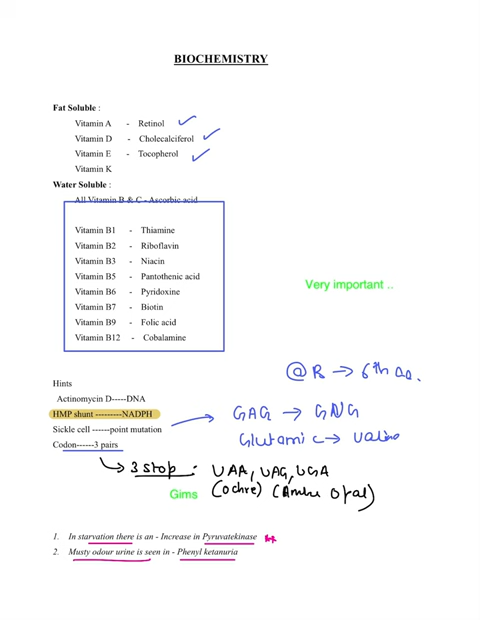 BIOCHEMISTRY
Fat Soluble :
Vitamin A - Retinol
Vitamin D - Cholecalciferol
Vitamin E - Tocopherol
Vitamin K
Water Soluble :
All Vitamin B & C - Ascorbic acid
Vitamin B1 - Thiamine
Vitamin B2 - Riboflavin
Vitamin B3 - Niacin
Vitamin B5 - Pantothenic acid
Vitamin B6 - Pyridoxine
Vitamin B7 - Biotin
Vitamin B9 - Folic acid
Vitamin B12 - Cobalamine
Very important ..
@ B → 6th aa.
Hints
Actinomycin D-----DNA
HMP shunt ---------NADPH
GAG →
Sickle cell ------point mutation
Glutamic → valine
Codon------3 pairs
→ 3 stop : UAA, UAG, UGA
Gims (ochre) (Ambe Opal)
1. In starvation there is an - Increase in Pyruvatekinase
2. Musty odour urine is seen in - Phenyl ketanuria